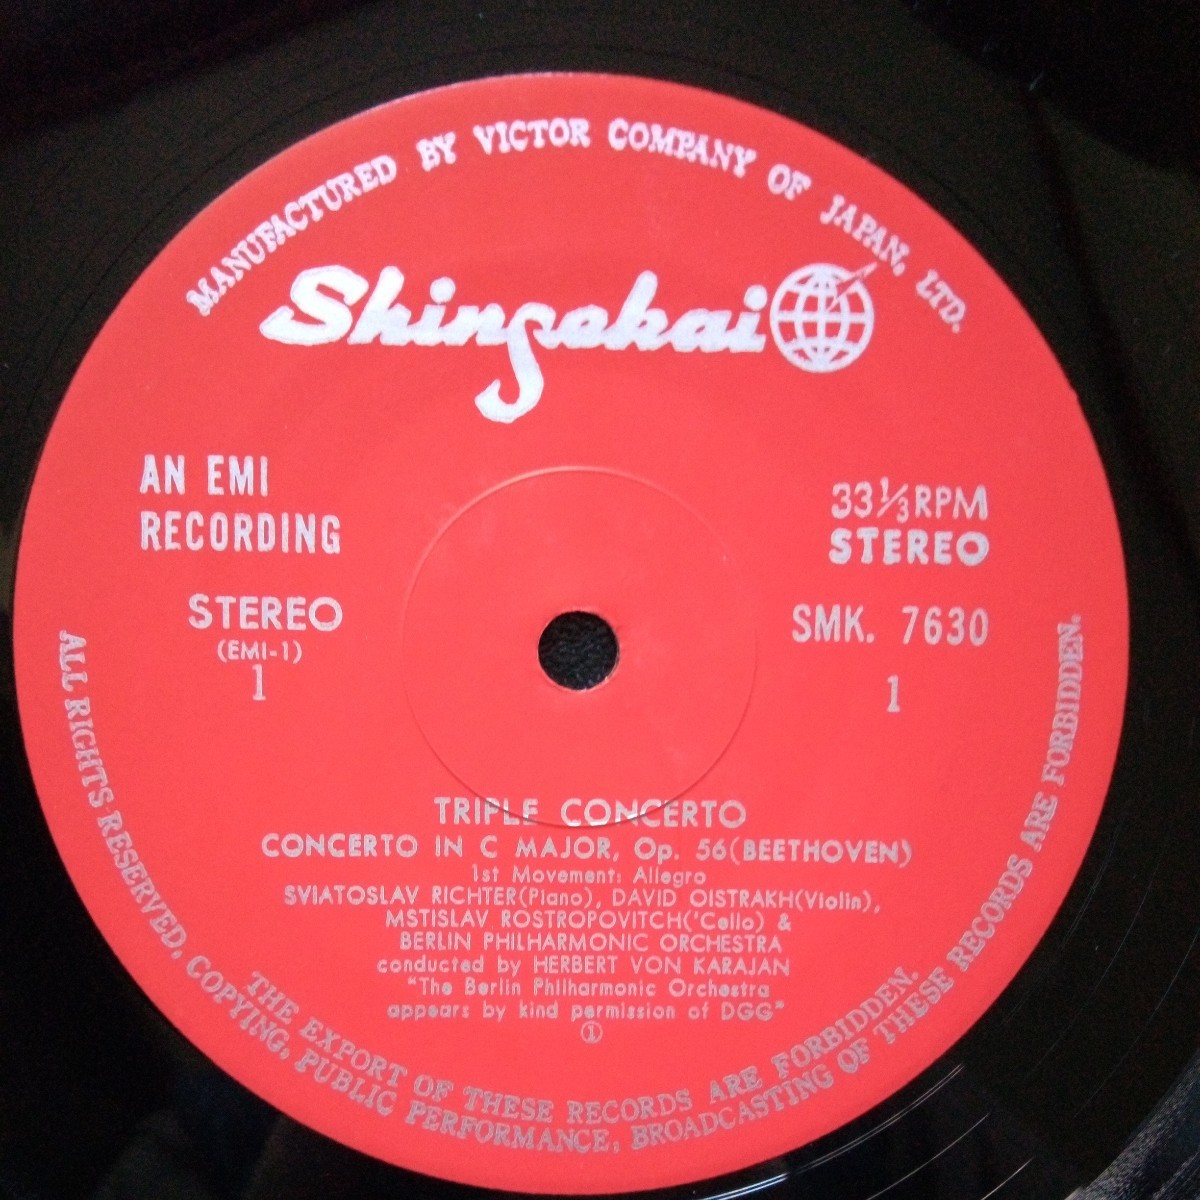 MANUFACTURED BY VICTOR COMPANY OF JAPAN, LTD.
Shinsekai
AN EMI
RECORDING
STEREO
(EMI-1)
1
33 1/3 RPM
STEREO
SMK. 7630
1
TRIPLE CONCERTO
CONCERTO IN C MAJOR, Op. 56 (BEETHOVEN)
1st Movement: Allegro
SVIATOSLAV RICHTER(Piano), DAVID OISTRAKH(Violin),
MSTISLAV ROSTROPOVITCH('Cello) &
BERLIN PHILHARMONIC ORCHESTRA
conducted by HERBERT VON KARAJAN
"The Berlin Philharmonic Orchestra
appears by kind permission of DGG"
①
THE EXPORT OF THESE RECORDS ARE FORBIDDEN.
ALL RIGHTS RESERVED, COPYING, PUBLIC PERFORMANCE, BROADCASTING OF THESE RECORDS ARE FORBIDDEN.